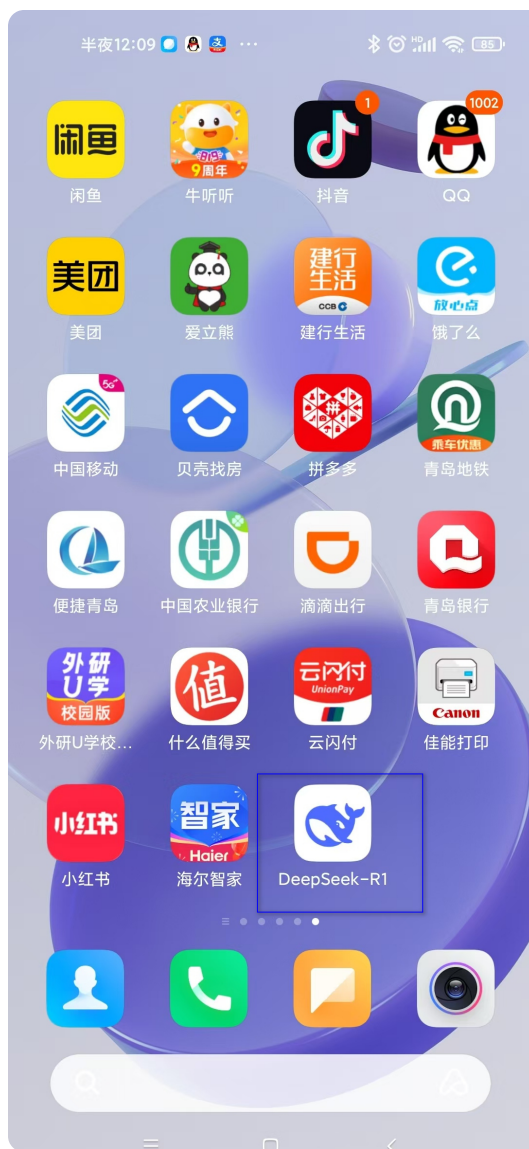 半夜12:09
HD
85
闲鱼
9周年
1
1002
闲鱼
牛听听
抖音
QQ
美团
建行
生活
CCB
放心点
美团
爱立熊
建行生活
饿了么
5G
拼
乘车优惠
中国移动
贝壳找房
拼多多
青岛地铁
便捷青岛
中国农业银行
滴滴出行
青岛银行
外研
U学
校园版
值
云闪付
UnionPay
Canon
外研U学校...
什么值得买
云闪付
佳能打印
小红书
智家
Haier
小红书
海尔智家
DeepSeek-R1